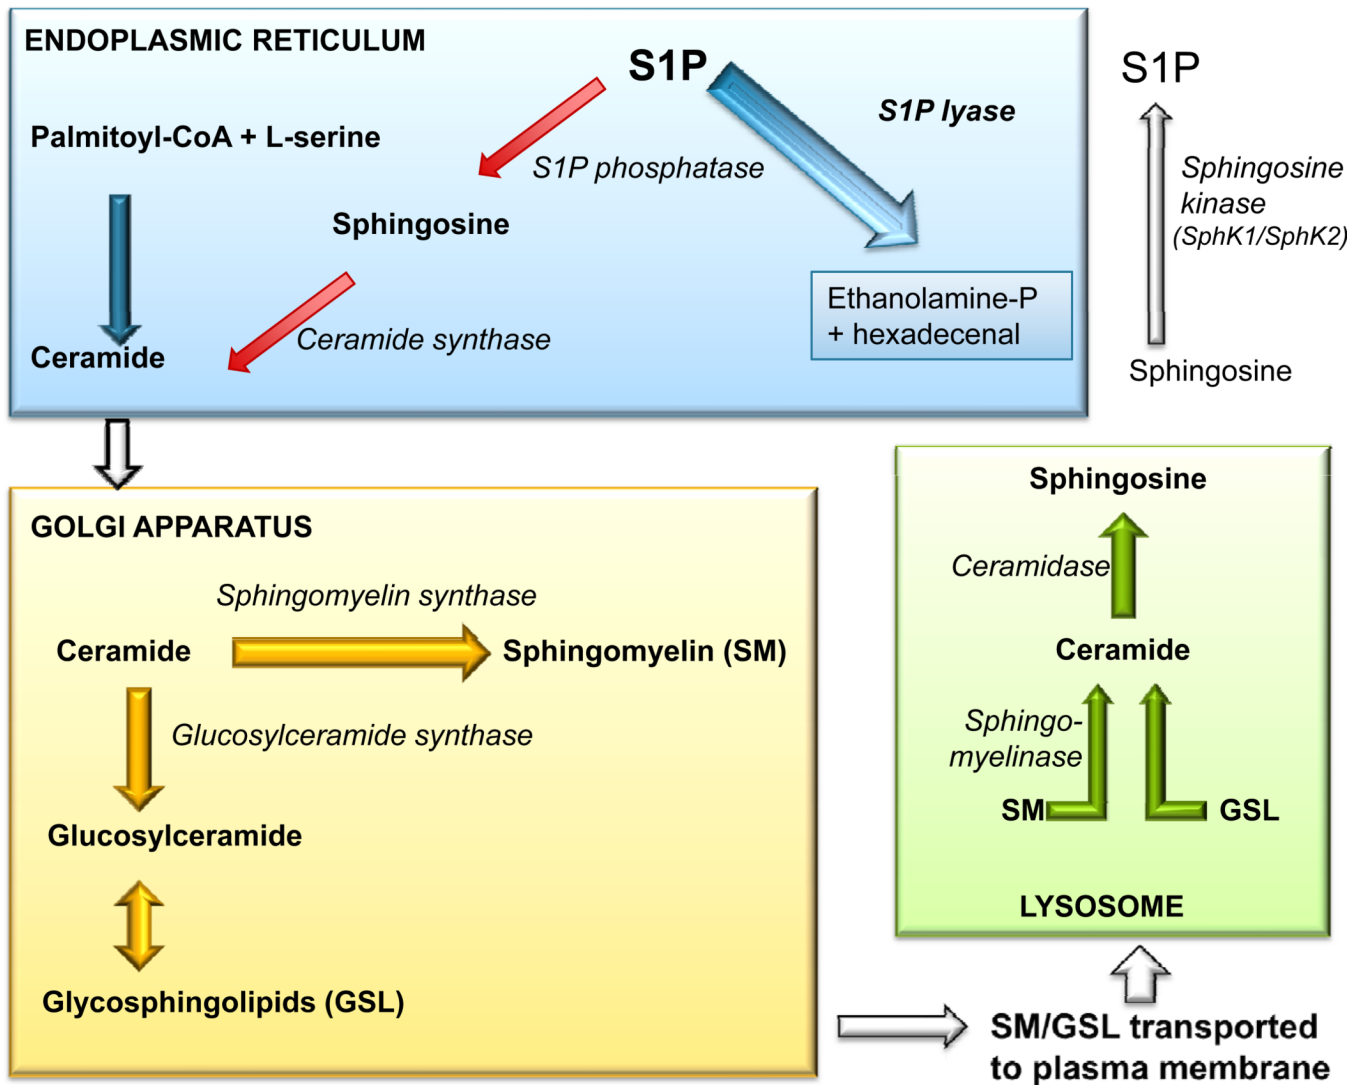 ENDOPLASMIC RETICULUM
S1P
S1P lyase
Palmitoyl-CoA + L-serine
S1P phosphatase
Sphingosine
Ethanolamine-P
+ hexadecenal
Ceramide synthase
Ceramide
S1P
Sphingosine
kinase
(SphK1/SphK2)
Sphingosine
GOLGI APPARATUS
Sphingomyelin synthase
Ceramide
Sphingomyelin (SM)
Glucosylceramide synthase
Glucosylceramide
Glycosphingolipids (GSL)
Sphingosine
Ceramidase
Ceramide
Sphingo-
myelinase
SM
GSL
LYSOSOME
SM/GSL transported
to plasma membrane